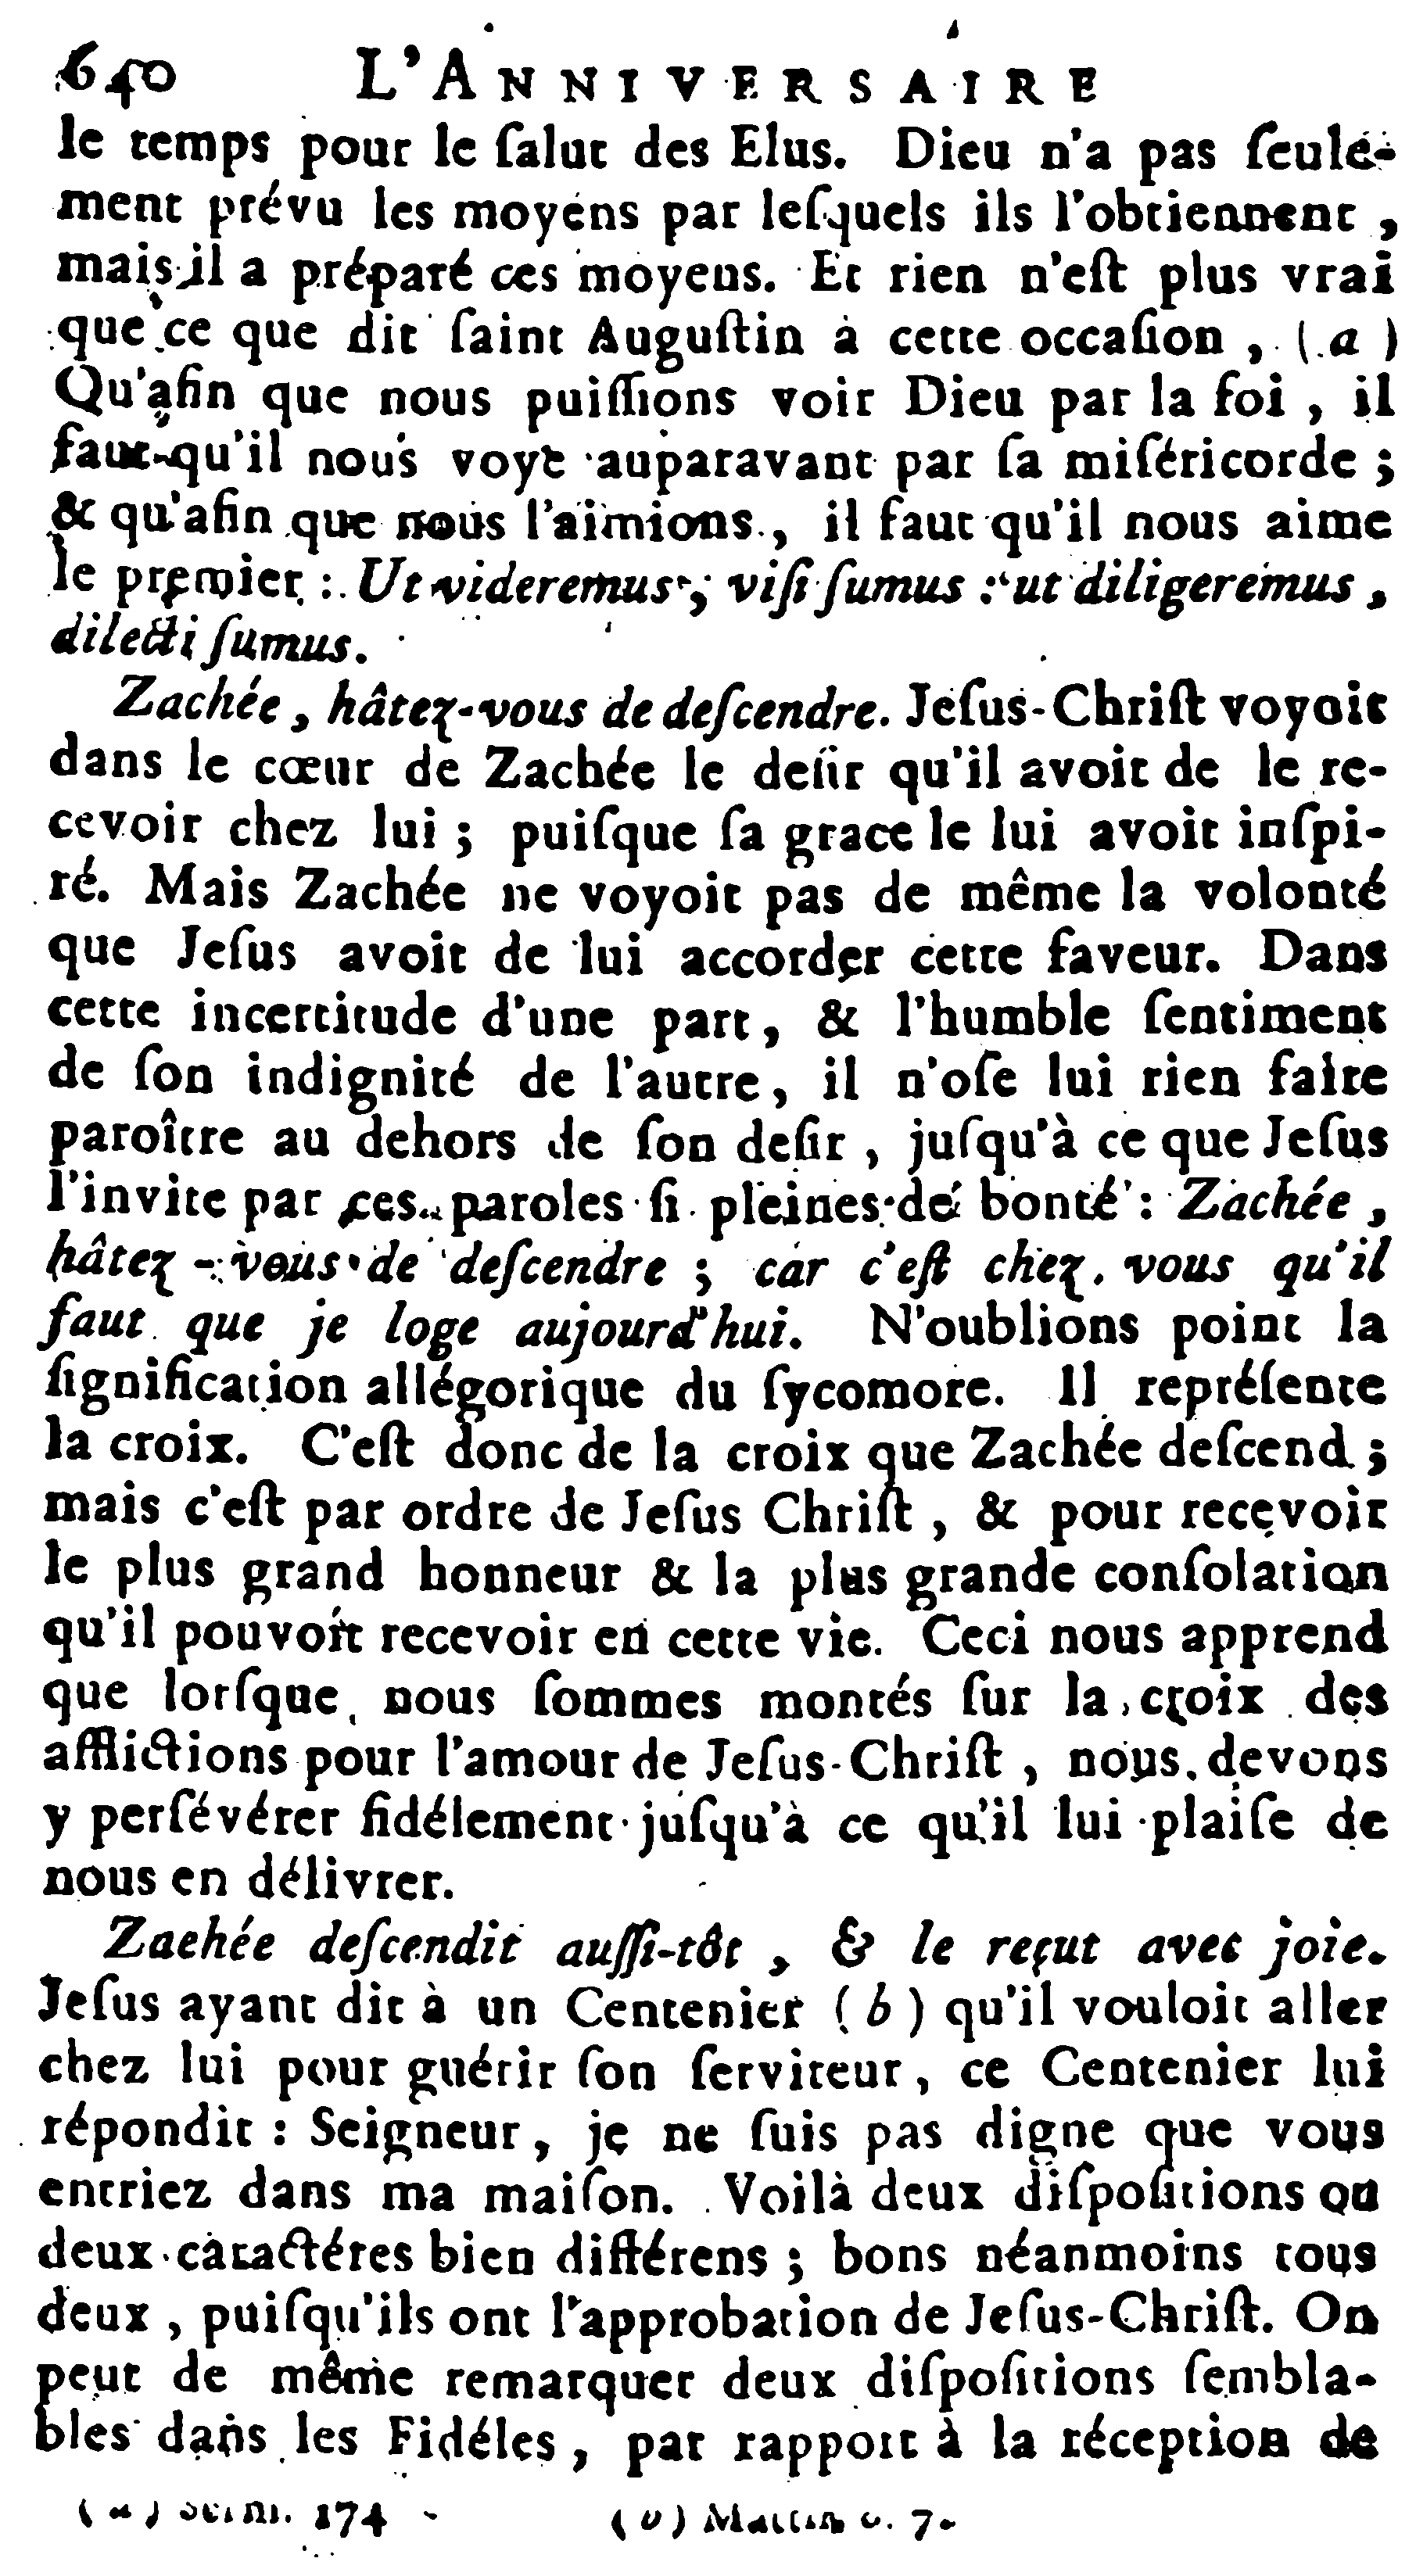 640 L'ANNIVERSAIRE
le temps pour le ſalut des Elus. Dieu n'a pas ſeule-
ment prévu les moyens par leſquels ils l'obtiennent,
mais il a préparé ces moyens. Et rien n'eſt plus vrai
que ce que dit ſaint Auguſtin à cette occaſion, (a)
Qu'afin que nous puiſſions voir Dieu par la foi, il
faut qu'il nous voye auparavant par ſa miſéricorde;
& qu'afin que nous l'aimions, il faut qu'il nous aime
le premier: Ut videremus, viſi ſumus: ut diligeremus,
dilecti ſumus.
Zachée, hâtez-vous de deſcendre. Jeſus-Chriſt voyoit
dans le cœur de Zachée le deſir qu'il avoit de le re-
cevoir chez lui; puiſque ſa grace le lui avoit inſpi-
ré. Mais Zachée ne voyoit pas de même la volonté
que Jeſus avoit de lui accorder cette faveur. Dans
cette incertitude d'une part, & l'humble ſentiment
de ſon indignité de l'autre, il n'oſe lui rien faire
paroître au dehors de ſon deſir, juſqu'à ce que Jeſus
l'invite par ces paroles ſi pleines de bonté: Zachée,
hâtez-vous de deſcendre; car c'eſt chez vous qu'il
faut que je loge aujourd'hui. N'oublions point la
ſignification allégorique du ſycomore. Il repréſente
la croix. C'eſt donc de la croix que Zachée deſcend;
mais c'eſt par ordre de Jeſus Chriſt, & pour recevoir
le plus grand honneur & la plus grande conſolation
qu'il pouvoit recevoir en cette vie. Ceci nous apprend
que lorſque nous ſommes montés ſur la croix des
afflictions pour l'amour de Jeſus-Chriſt, nous devons
y perſévérer fidélement juſqu'à ce qu'il lui plaiſe de
nous en délivrer.
Zachée deſcendit auſſi-tôt, & le reçut avec joie.
Jeſus ayant dit à un Centenier (b) qu'il vouloit aller
chez lui pour guérir ſon ſerviteur, ce Centenier lui
répondit: Seigneur, je ne ſuis pas digne que vous
entriez dans ma maiſon. Voilà deux diſpoſitions ou
deux caractéres bien différens; bons néanmoins tous
deux, puiſqu'ils ont l'approbation de Jeſus-Chriſt. On
peut de même remarquer deux diſpoſitions ſembla-
bles dans les Fidéles, par rapport à la réception de
(a) Serm. 174 (b) Matth. 7.